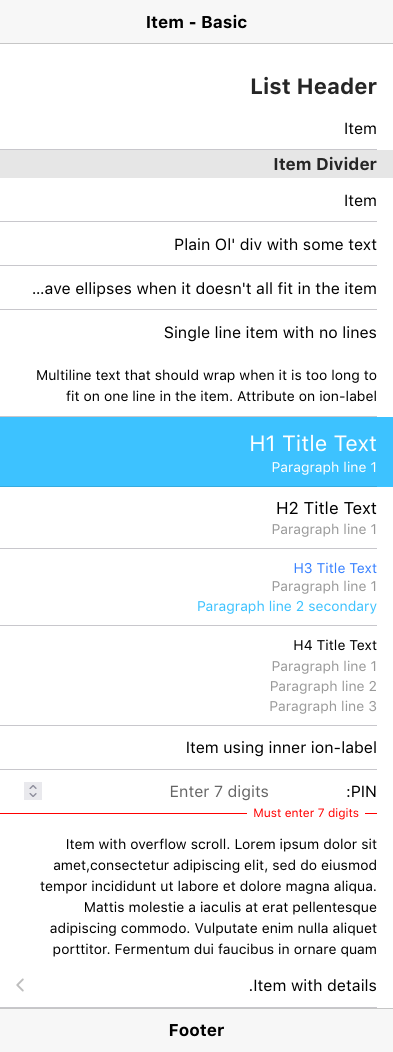 Item - Basic
List Header
Item
Item Divider
Item
Plain Ol' div with some text
...ave ellipses when it doesn't all fit in the item
Single line item with no lines
Multiline text that should wrap when it is too long to
fit on one line in the item. Attribute on ion-label
H1 Title Text
Paragraph line 1
H2 Title Text
Paragraph line 1
H3 Title Text
Paragraph line 1
Paragraph line 2 secondary
H4 Title Text
Paragraph line 1
Paragraph line 2
Paragraph line 3
Item using inner ion-label
Enter 7 digits :PIN
Must enter 7 digits
Item with overflow scroll. Lorem ipsum dolor sit
amet,consectetur adipiscing elit, sed do eiusmod
tempor incididunt ut labore et dolore magna aliqua.
Mattis molestie a iaculis at erat pellentesque
adipiscing commodo. Vulputate enim nulla aliquet
porttitor. Fermentum dui faucibus in ornare quam
.Item with details
Footer